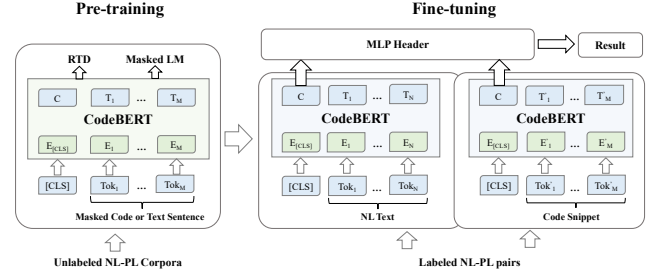 Pre-training
Fine-tuning
RTD Masked LM
C T1 ... TM
CodeBERT
E[CLS] E1 ... EM
[CLS] Tok1 ... TokM
Masked Code or Text Sentence
Unlabeled NL-PL Corpora
MLP Header
Result
C T1 ... TN
CodeBERT
E[CLS] E1 ... EN
[CLS] Tok1 ... TokN
NL Text
C T'1 ... T'M
CodeBERT
E[CLS] E'1 ... E'M
[CLS] Tok'1 ... Tok'M
Code Snippet
Labeled NL-PL pairs